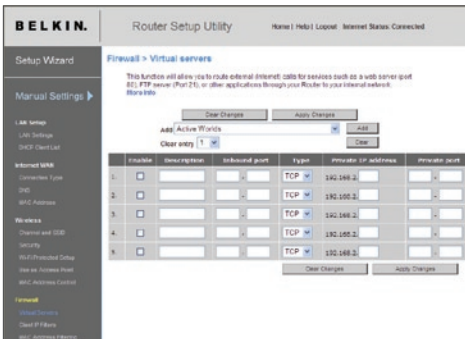 BELKIN.
Router Setup Utility
Home | Help | Logout Internet Status: Connected
Setup Wizard
Manual Settings
LAN Setup
LAN Settings
DHCP Client List
Internet WAN
Connection Type
DNS
MAC Address
Wireless
Channel and SSID
Security
Wi-Fi Protected Setup
Use as Access Point
MAC Address Control
Firewall
Virtual Servers
Client IP Filters
MAC Address Filtering
Firewall > Virtual servers
This function will allow you to route external (Internet) calls for services such as a web server (port
80), FTP server (Port 21), or other applications through your Router to your internal network.
More Info
Clear Changes Apply Changes
Add Active Worlds Add
Clear entry 1 Clear
Enable Description Inbound port Type Private IP address Private port
1. - TCP 192.168.2. -
2. - TCP 192.168.2. -
3. - TCP 192.168.2. -
4. - TCP 192.168.2. -
5. - TCP 192.168.2. -
Clear Changes Apply Changes